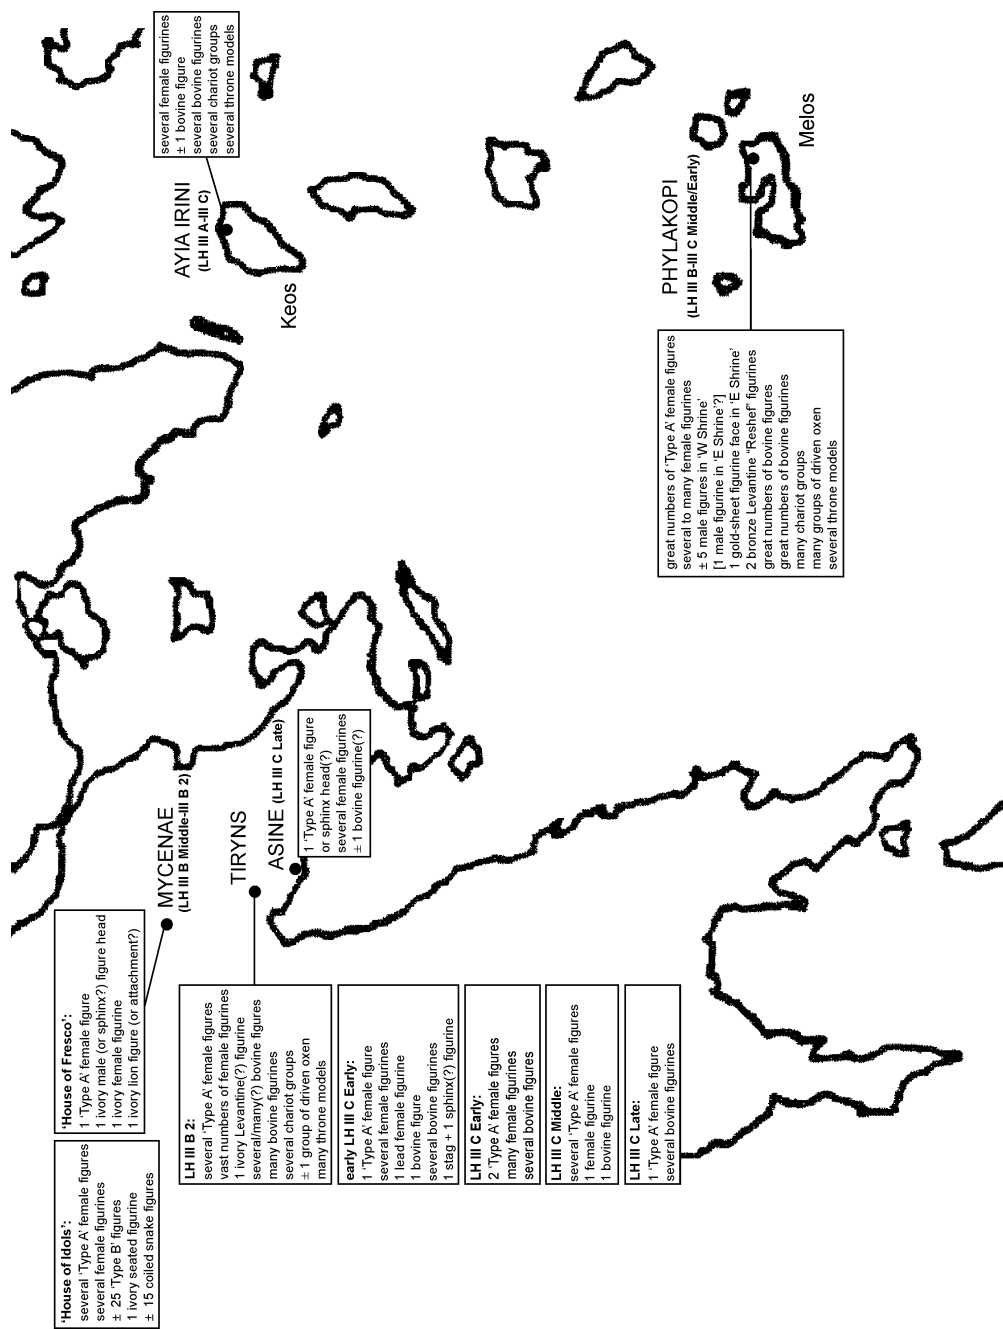 'House of Idols':
several 'Type A' female figures
several female figurines
± 25 'Type B' figures
1 ivory seated figurine
± 15 coiled snake figures
'House of Fresco':
1 'Type A' female figure
1 ivory male (or sphinx?) figure head
1 ivory female figurine
1 ivory lion figure (or attachment?)
MYCENAE
(LH III B Middle-III B 2)
TIRYNS
LH III B 2:
several 'Type A' female figures
vast numbers of female figurines
1 ivory Levantine(?) figurine
several/many(?) bovine figures
many bovine figurines
several chariot groups
± 1 group of driven oxen
many throne models
early LH III C Early:
1 'Type A' female figure
several female figurines
1 lead female figurine
1 bovine figure
several bovine figurines
1 stag + 1 sphinx(?) figurine
LH III C Early:
2 'Type A' female figures
many female figurines
several bovine figures
LH III C Middle:
several 'Type A' female figures
1 female figurine
1 bovine figurine
LH III C Late:
1 'Type A' female figure
several bovine figurines
ASINE (LH III C Late)
1 'Type A' female figure
or sphinx head(?)
several female figurines
± 1 bovine figurine(?)
AYIA IRINI
(LH III A-III C)
several female figurines
± 1 bovine figure
several bovine figurines
several chariot groups
several throne models
Keos
PHYLAKOPI
(LH III B-III C Middle/Early)
great numbers of 'Type A' female figures
several to many female figurines
± 5 male figures in 'W Shrine'
[1 male figurine in 'E Shrine'?]
1 gold-sheet figurine face in 'E Shrine'
2 bronze Levantine "Reshef" figurines
great numbers of bovine figures
great numbers of bovine figurines
many chariot groups
many groups of driven oxen
several throne models
Melos